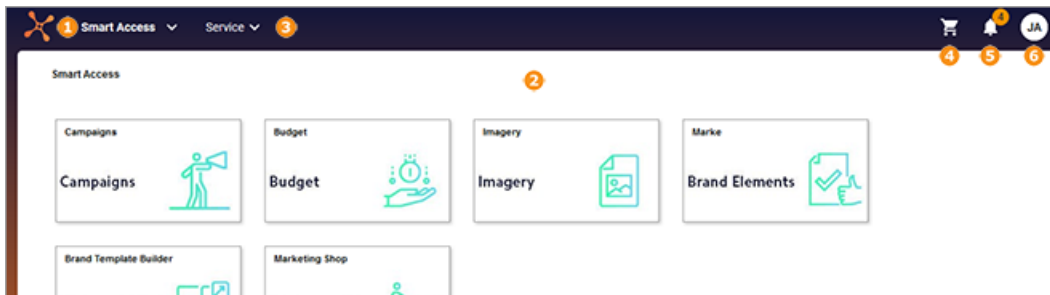 1 Smart Access Service 3
4
JA
4 5 6
Smart Access
2
Campaigns Budget Imagery Marke
Campaigns Budget Imagery Brand Elements
Brand Template Builder Marketing Shop